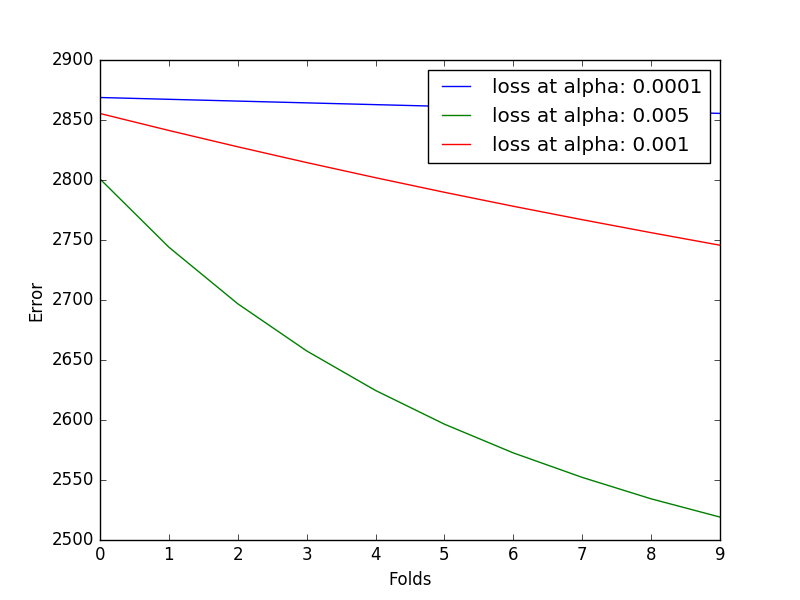 2900
2850
2800
2750
2700
2650
2600
2550
2500
Error
0 1 2 3 4 5 6 7 8 9
Folds
loss at alpha: 0.0001
loss at alpha: 0.005
loss at alpha: 0.001